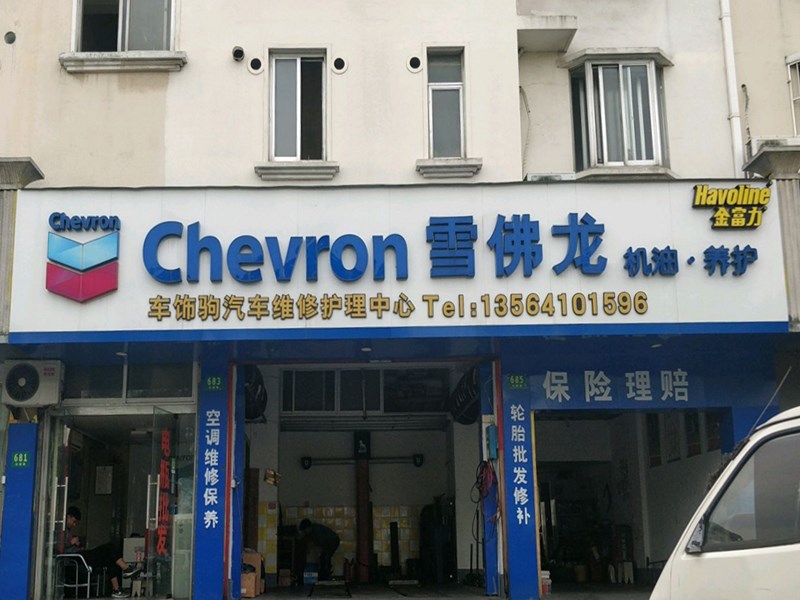 Chevron
Chevron 雪佛龙 机油·养护
Havoline
金富力
车饰驹汽车维修护理中心 Tel:13564101596
683
685
保险理赔
681
空调维修保养
轮胎批发修补